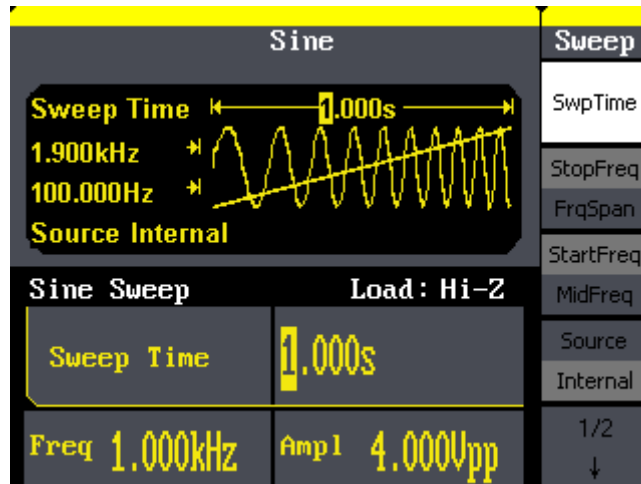 Sine
Sweep
Sweep Time 1.000s
1.900kHz
100.000Hz
Source Internal
SwpTime
StopFreq
FrqSpan
StartFreq
MidFreq
Source
Internal
1/2
↓
Sine Sweep Load: Hi-Z
Sweep Time 1.000s
Freq 1.000kHz Ampl 4.000Vpp